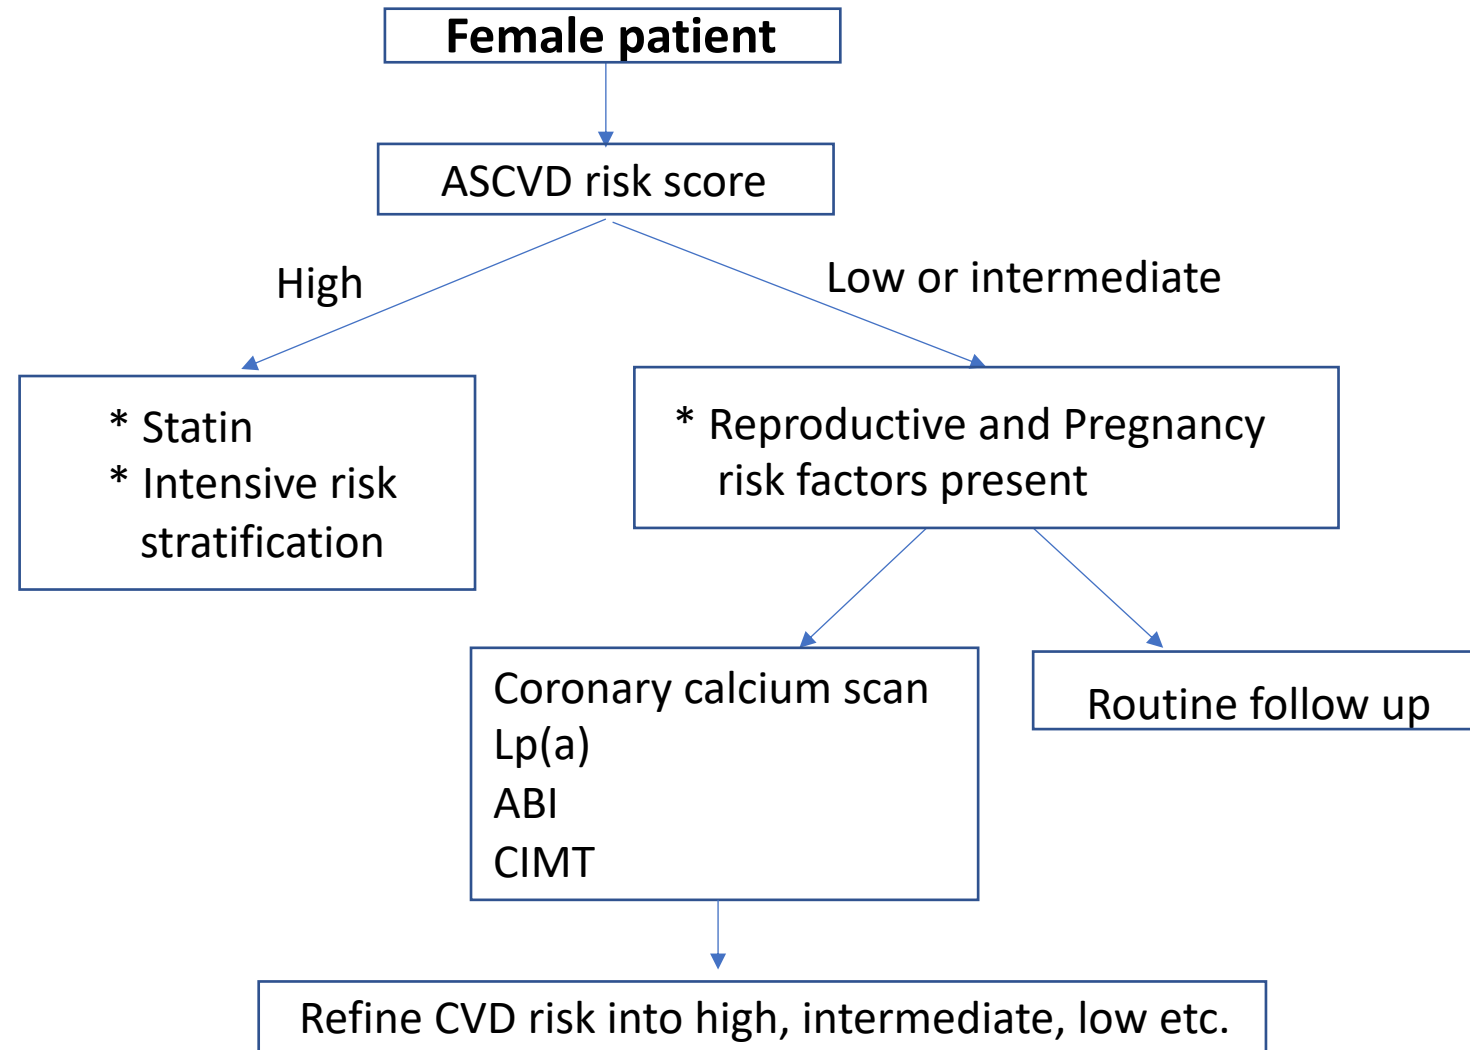 Female patient
ASCVD risk score
High
Low or intermediate
* Statin
* Intensive risk
stratification
* Reproductive and Pregnancy
risk factors present
Coronary calcium scan
Lp(a)
ABI
CIMT
Routine follow up
Refine CVD risk into high, intermediate, low etc.